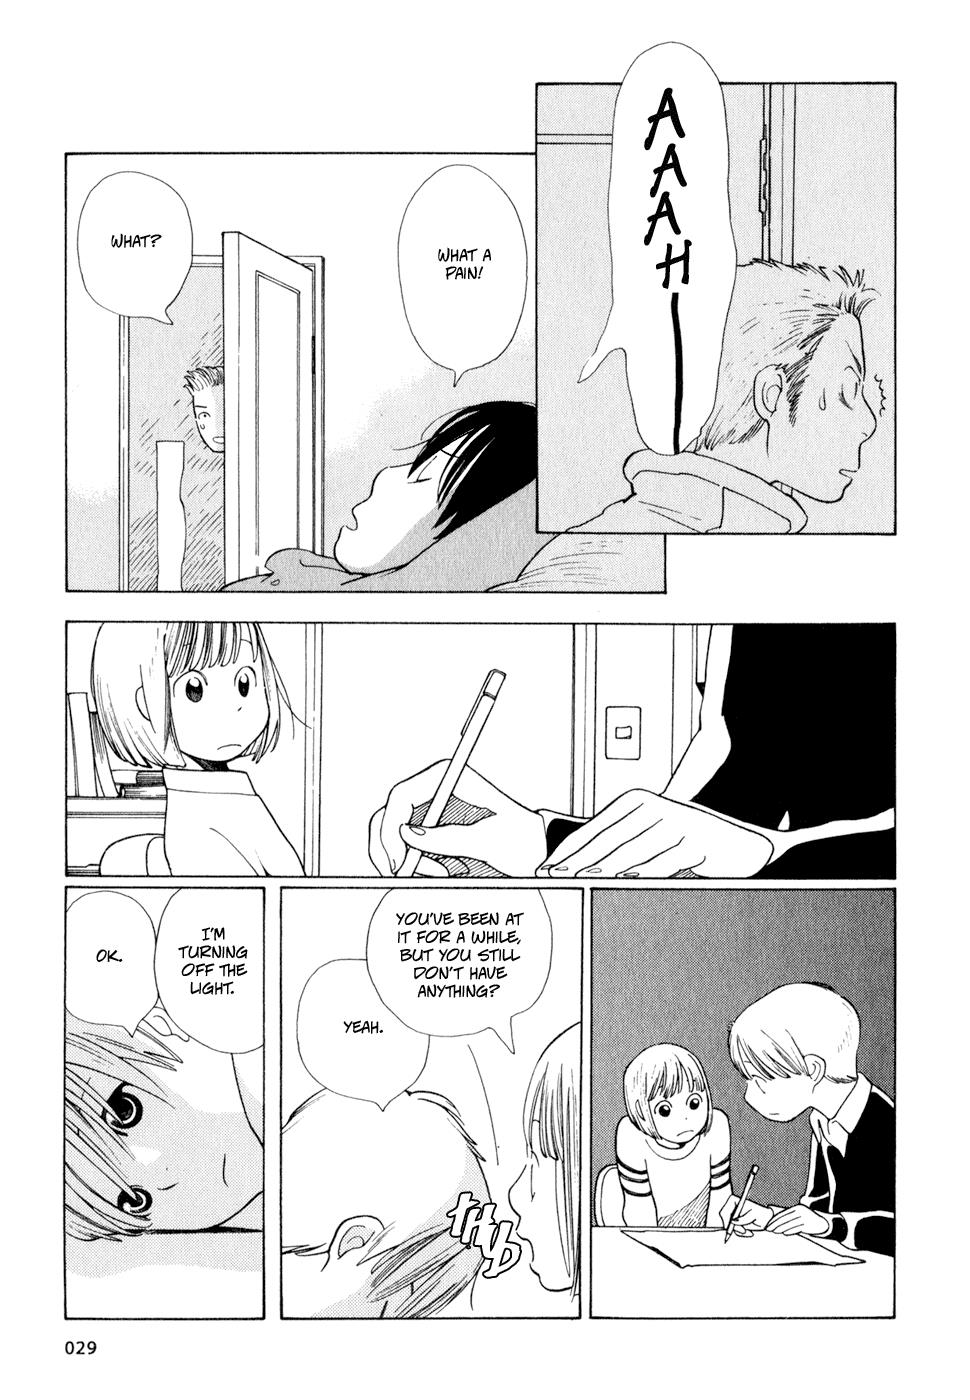 A
A
A
H
WHAT A
PAIN!
WHAT?
YOU'VE BEEN AT
IT FOR A WHILE,
BUT YOU STILL
DON'T HAVE
ANYTHING?
YEAH.
THUD
I'M
TURNING
OFF THE
LIGHT.
OK.
029